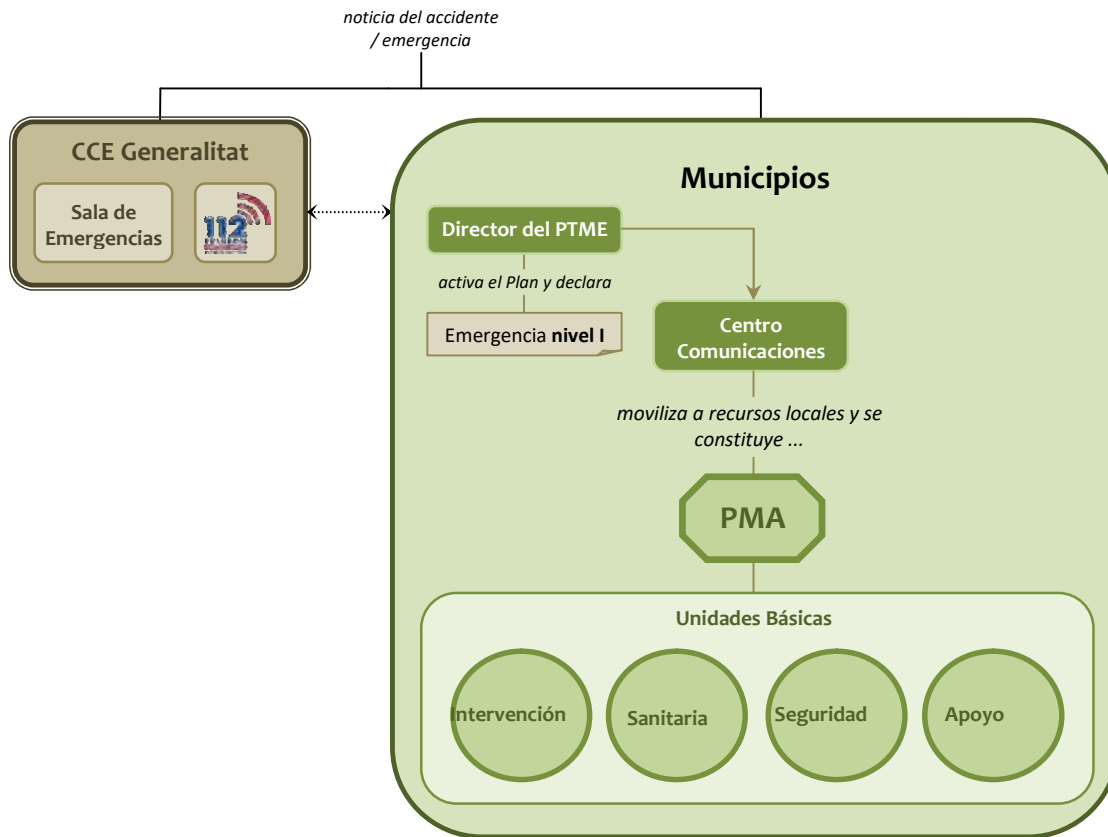 noticia del accidente
/ emergencia
CCE Generalitat
Sala de
Emergencias
112
Municipios
Director del PTME
activa el Plan y declara
Emergencia nivel I
Centro
Comunicaciones
moviliza a recursos locales y se
constituye ...
PMA
Unidades Básicas
Intervención
Sanitaria
Seguridad
Apoyo